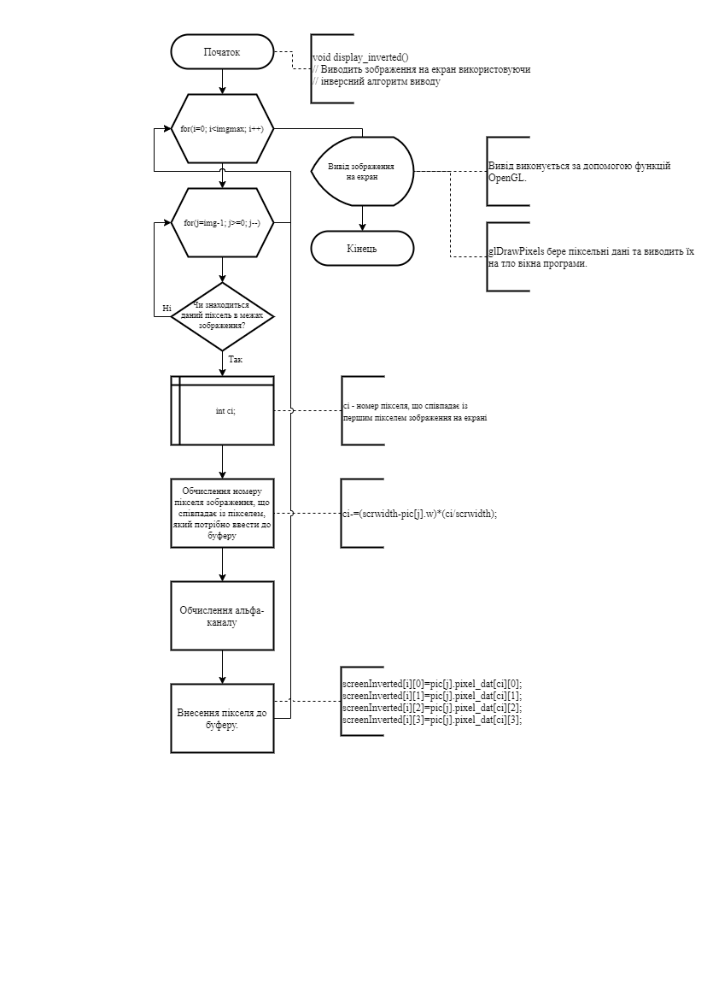 Початок
void display_inverted()
// Виводить зображення на екран використовуючи
// інверсний алгоритм виводу
for(i=0; i<imgmax; i++)
Вивід зображення
на екран
Вивід виконується за допомогою функцій
OpenGL.
for(j=img-1; j>=0; j--)
Кінець
glDrawPixels бере піксельні дані та виводить їх
на тло вікна програми.
Ні
Чи знаходиться
даний піксель в межах
зображення?
Так
int ci;
ci - номер пікселя, що співпадає із
першим пікселем зображення на екрані
Обчислення номеру
пікселя зображення, що
співпадає із пікселем,
який потрібно ввести до
буферу
ci-=(scrwidth-pic[j].w)*(ci/scrwidth);
Обчислення альфа-
каналу
Внесення пікселя до
буферу.
screenInverted[i][0]=pic[j].pixel_dat[ci][0];
screenInverted[i][1]=pic[j].pixel_dat[ci][1];
screenInverted[i][2]=pic[j].pixel_dat[ci][2];
screenInverted[i][3]=pic[j].pixel_dat[ci][3];